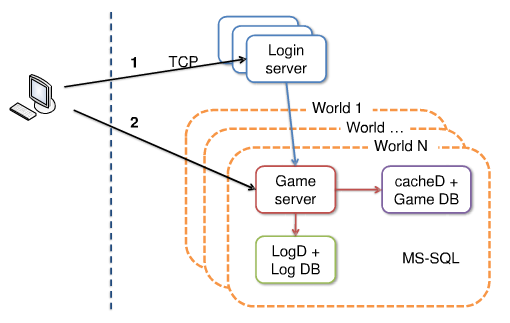 1
TCP
Login
server
World 1
World ...
World N
2
Game
server
cacheD +
Game DB
LogD +
Log DB
MS-SQL